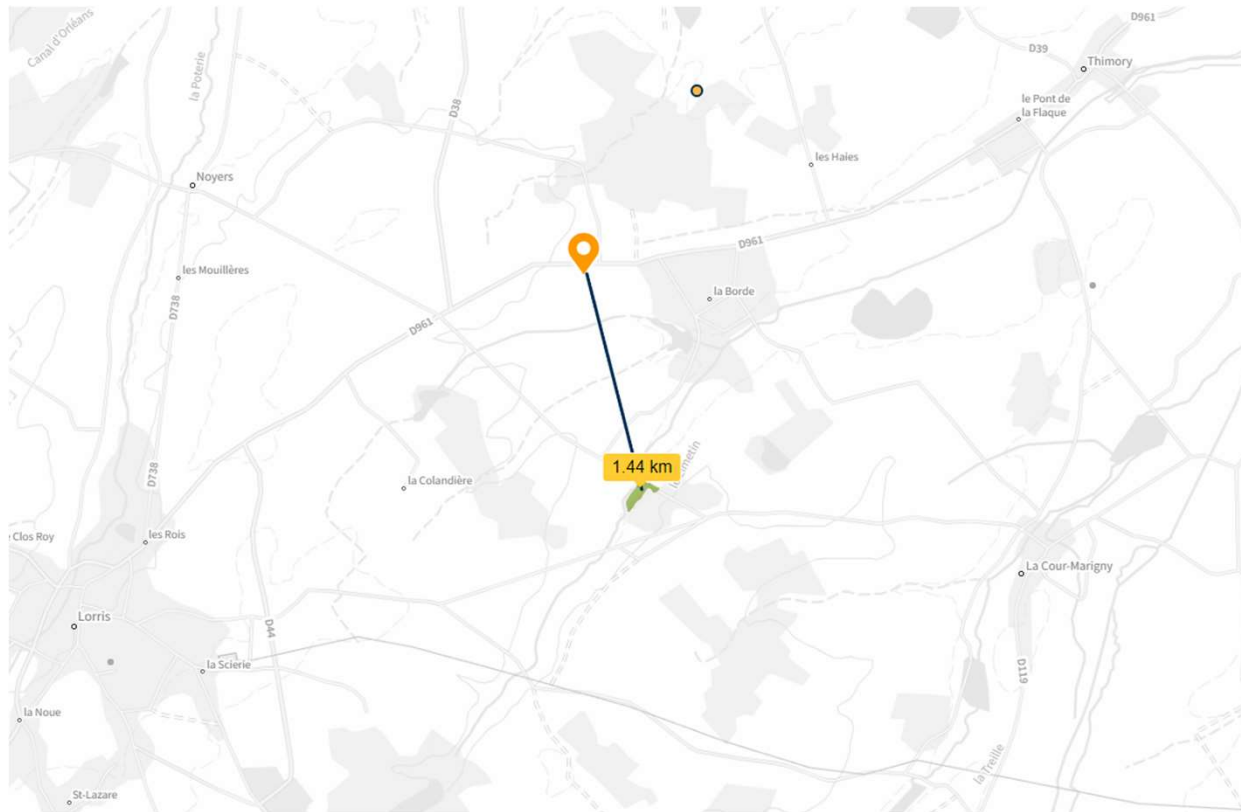 Canal d'Orléans
la Poterie
D38
D961
D39
Thimory
le Pont de
la Flaque
les Haies
Noyers
les Mouillères
D738
D961
la Borde
D961
1.44 km
la Colandière
D738
les Rois
Clos Roy
Lorris
D44
la Scierie
la Noue
St-Lazare
La Cour-Marigny
D119
la Treille